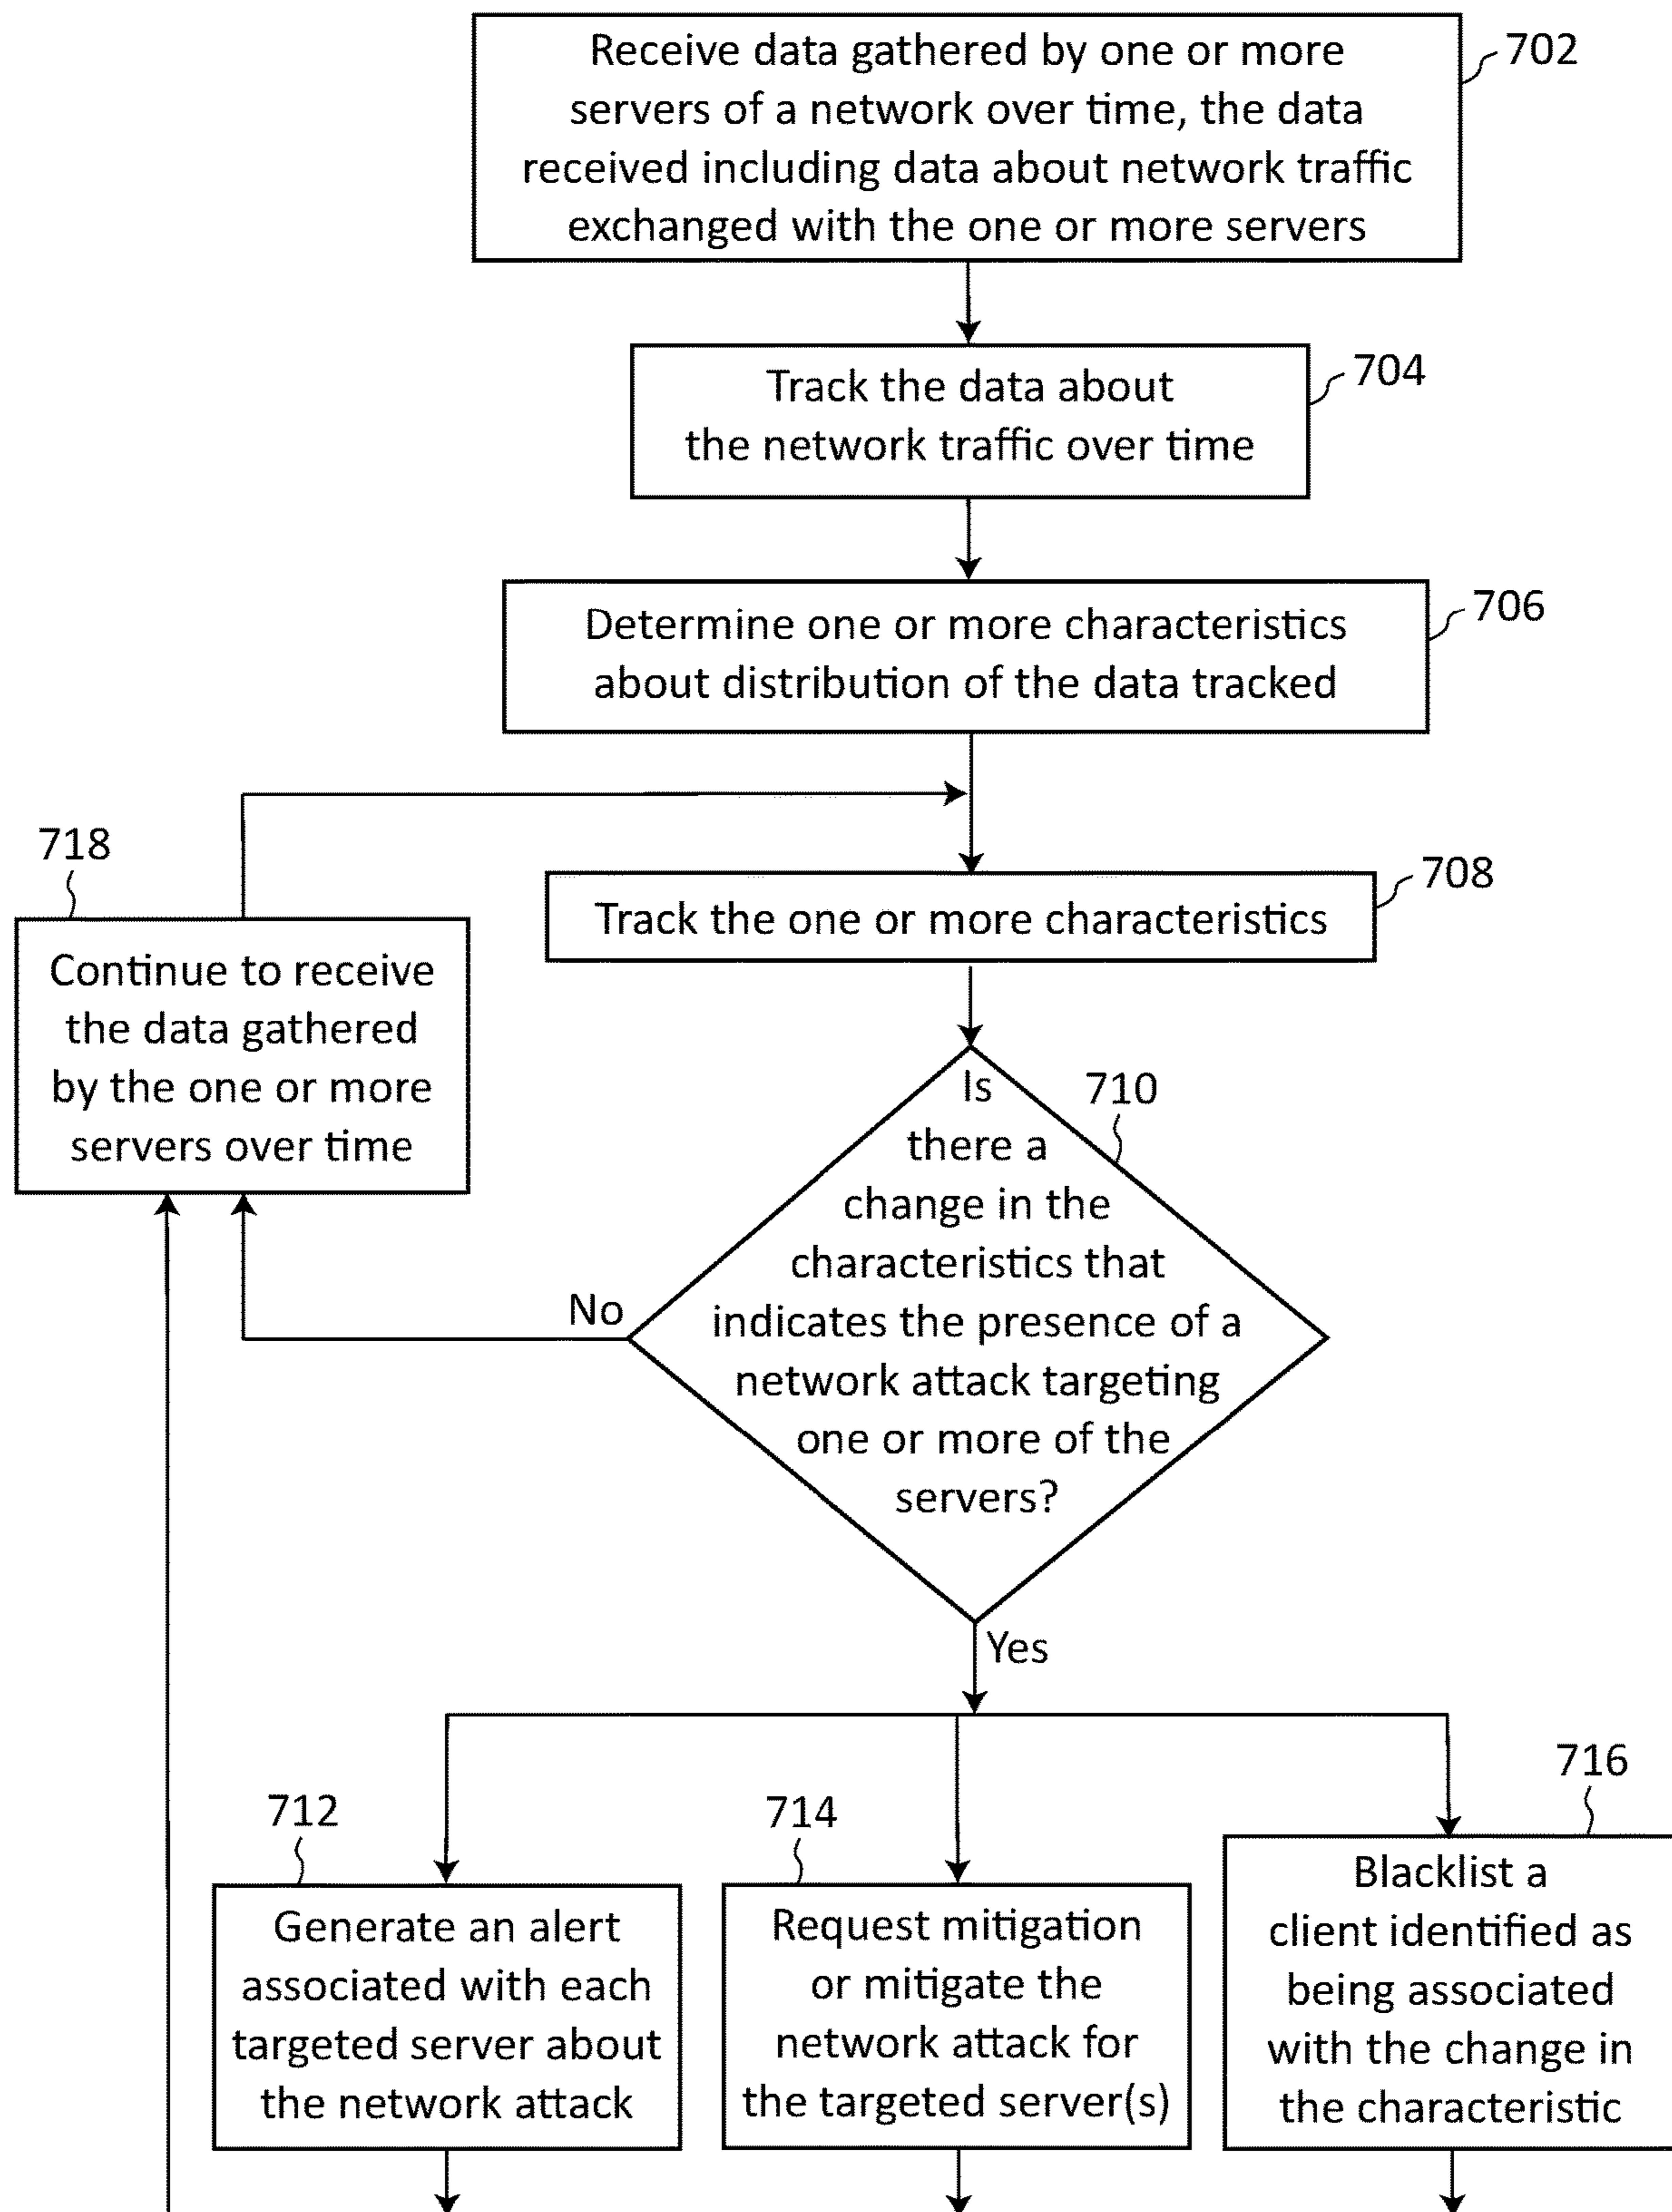 Receive data gathered by one or more
servers of a network over time, the data
received including data about network traffic
exchanged with the one or more servers
702
Track the data about
the network traffic over time
704
Determine one or more characteristics
about distribution of the data tracked
706
718
Continue to receive
the data gathered
by the one or more
servers over time
Track the one or more characteristics
708
Is
there a
change in the
characteristics that
indicates the presence of a
network attack targeting
one or more of the
servers?
710
No
Yes
712
Generate an alert
associated with each
targeted server about
the network attack
714
Request mitigation
or mitigate the
network attack for
the targeted server(s)
716
Blacklist a
client identified as
being associated
with the change in
the characteristic